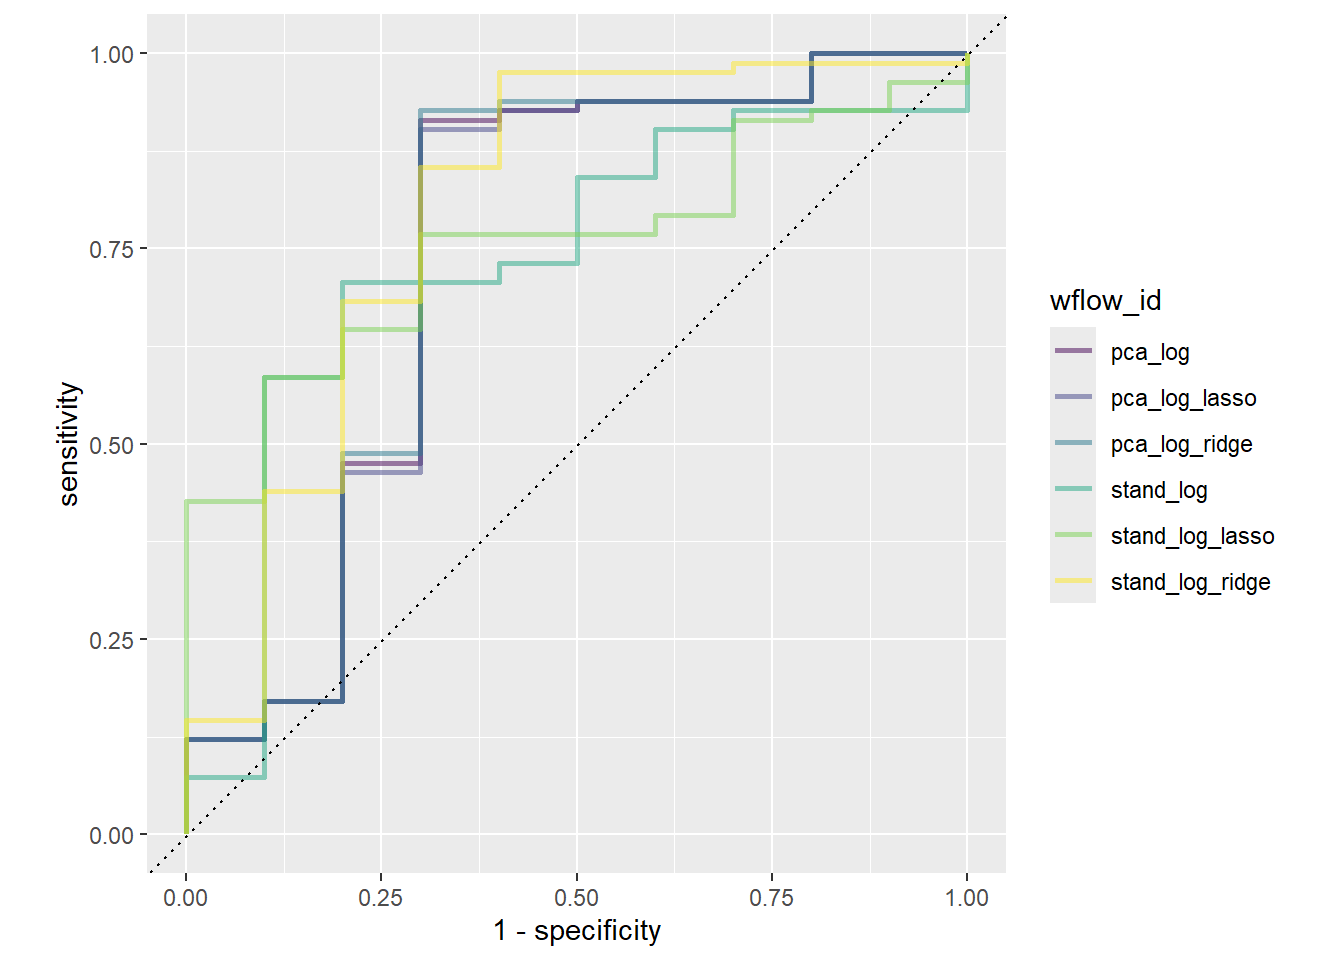 1.00
0.75
0.50
0.25
0.00
sensitivity
0.00 0.25 0.50 0.75 1.00
1 - specificity
wflow_id
pca_log
pca_log_lasso
pca_log_ridge
stand_log
stand_log_lasso
stand_log_ridge